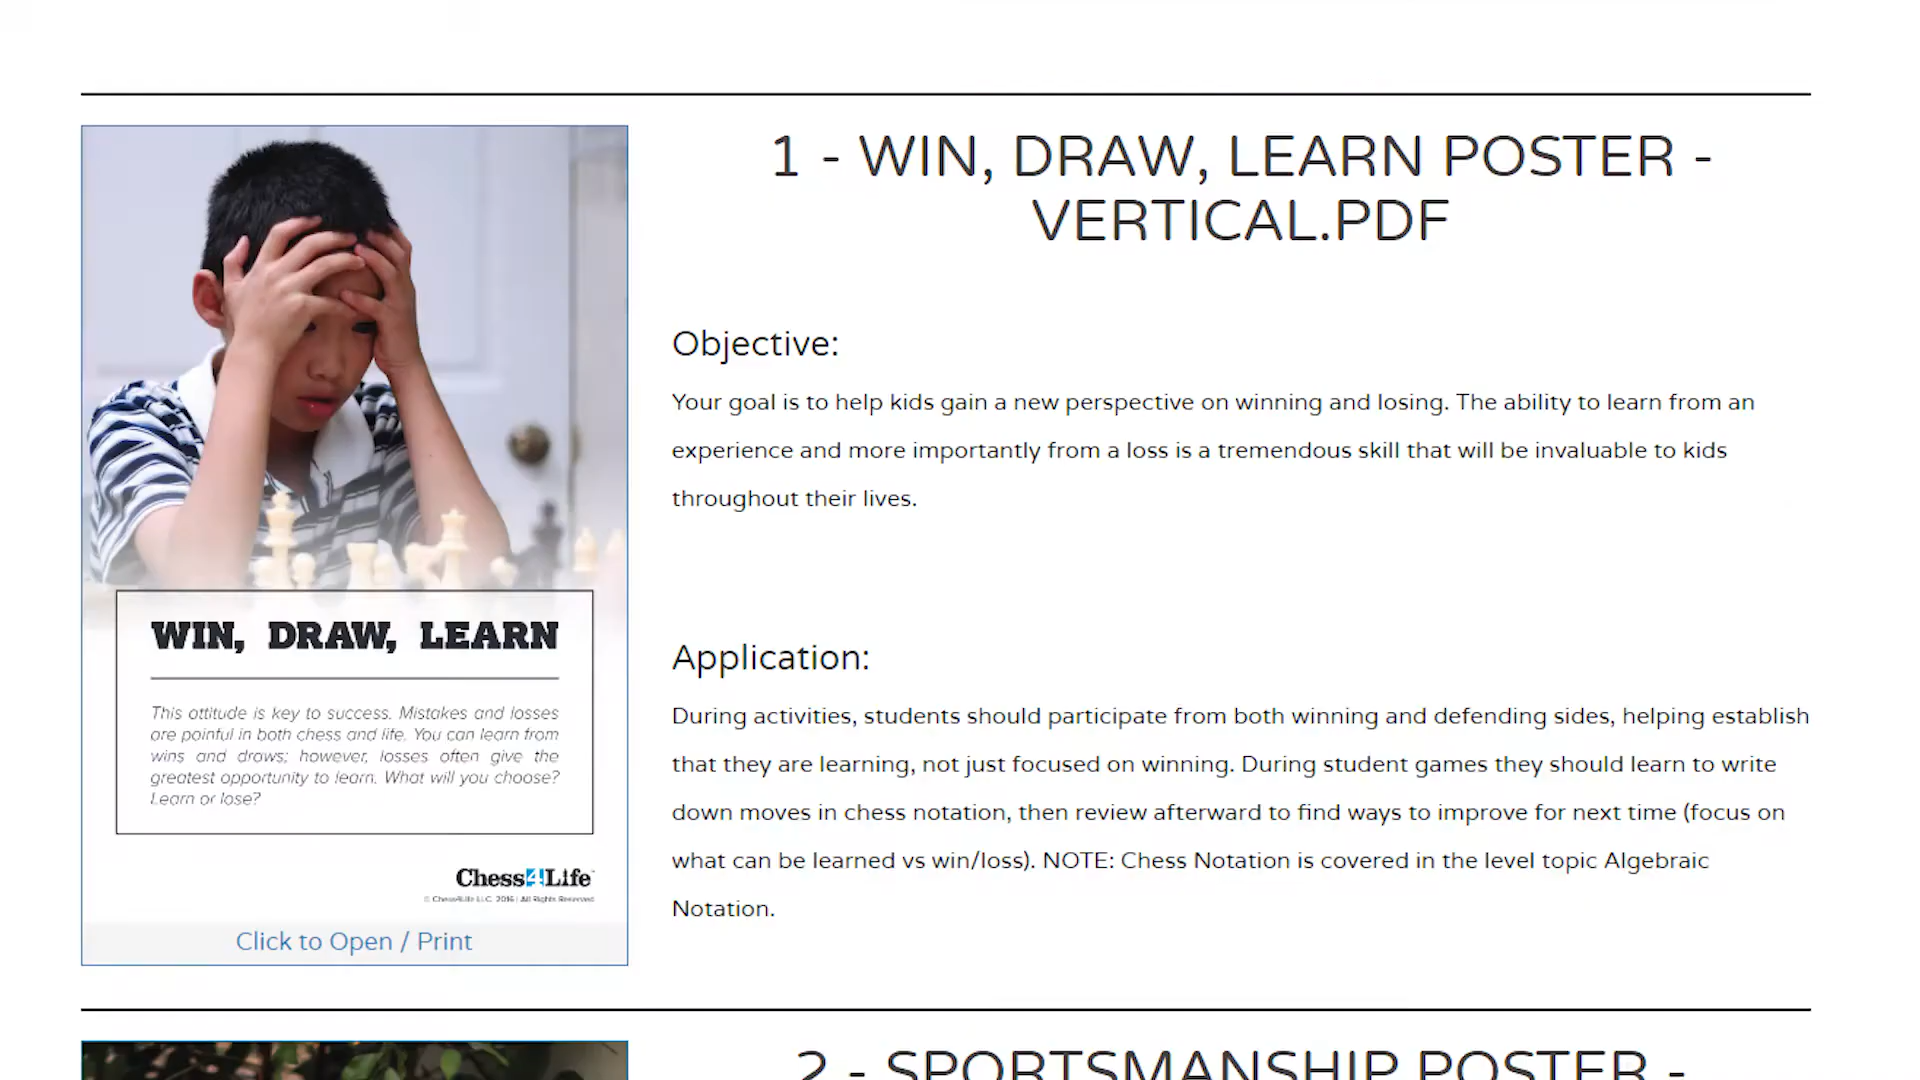 1 - WIN, DRAW, LEARN POSTER -
VERTICAL.PDF
Objective:
Your goal is to help kids gain a new perspective on winning and losing. The ability to learn from an
experience and more importantly from a loss is a tremendous skill that will be invaluable to kids
throughout their lives.
Application:
During activities, students should participate from both winning and defending sides, helping establish
that they are learning, not just focused on winning. During student games they should learn to write
down moves in chess notation, then review afterward to find ways to improve for next time (focus on
what can be learned vs win/loss). NOTE: Chess Notation is covered in the level topic Algebraic
Notation.
WIN, DRAW, LEARN
This attitude is key to success. Mistakes and losses
are painful in both chess and life. You can learn from
wins and draws; however, losses often give the
greatest opportunity to learn. What will you choose?
Learn or lose?
Chess4Life
© Chess4Life LLC. 2016 | All Rights Reserved
Click to Open / Print
2 - SPORTSMANSHIP POSTER -